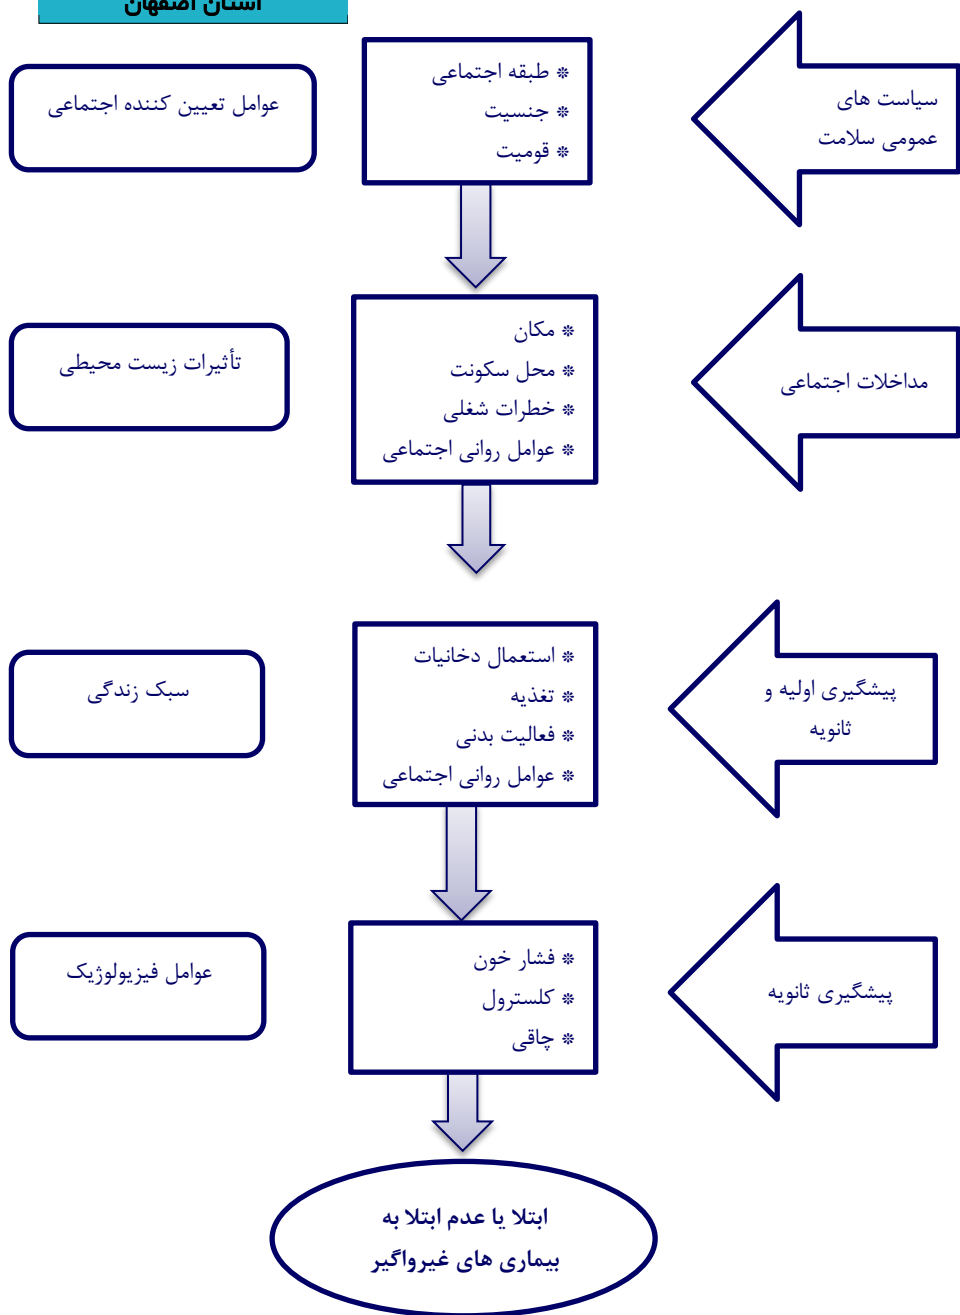 استان اصفهان
سیاست های
عمومی سلامت
* طبقه اجتماعی
* جنسیت
* قومیت
عوامل تعیین کننده اجتماعی
مداخلات اجتماعی
* مکان
* محل سکونت
* خطرات شغلی
* عوامل روانی اجتماعی
تأثیرات زیست محیطی
پیشگیری اولیه و
ثانویه
* استعمال دخانیات
* تغذیه
* فعالیت بدنی
* عوامل روانی اجتماعی
سبک زندگی
پیشگیری ثانویه
* فشار خون
* کلسترول
* چاقی
عوامل فیزیولوژیک
ابتلا یا عدم ابتلا به
بیماری های غیرواگیر